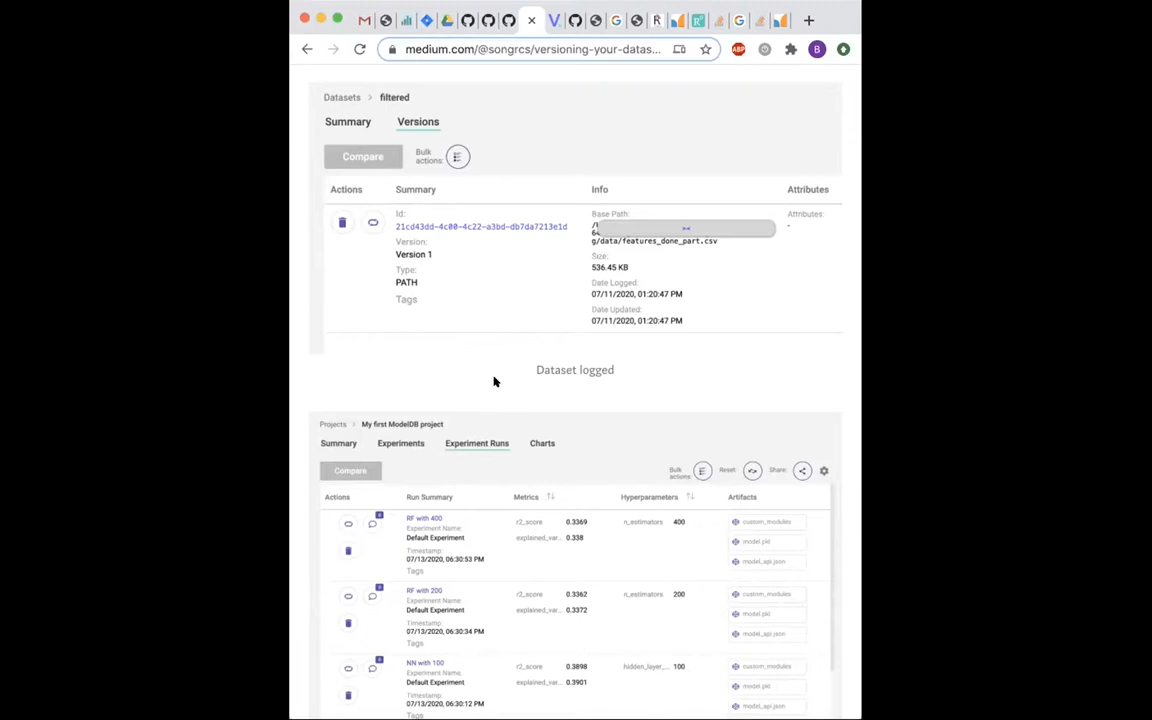 medium.com/@songrcs/versioning-your-datas...
ABP
B
Datasets > filtered
Summary Versions
Compare
Bulk actions:
Actions Summary Info Attributes
Id:
21cd43dd-4c00-4c22-a3bd-db7da7213e1d
Version:
Version 1
Type:
PATH
Tags
Base Path:
g/data/features_done_part.csv
Size:
536.45 KB
Date Logged:
07/11/2020, 01:20:47 PM
Date Updated:
07/11/2020, 01:20:47 PM
Attributes:
-
Dataset logged
Projects > My first ModelDB project
Summary Experiments Experiment Runs Charts
Compare
Bulk actions: Reset: Share:
Actions Run Summary Metrics Hyperparameters Artifacts
RF with 400
Experiment Name:
Default Experiment
Timestamp:
07/13/2020, 06:30:53 PM
Tags
r2_score 0.3369
explained_var... 0.338
n_estimators 400
custom_modules
model.pkl
model_api.json
RF with 200
Experiment Name:
Default Experiment
Timestamp:
07/13/2020, 06:30:34 PM
Tags
r2_score 0.3362
explained_var... 0.3372
n_estimators 200
custom_modules
model.pkl
model_api.json
NN with 100
Experiment Name:
Default Experiment
Timestamp:
07/13/2020, 06:30:12 PM
Tags
r2_score 0.3898
explained_var... 0.3901
hidden_layer_... 100
custom_modules
model.pkl
model_api.json